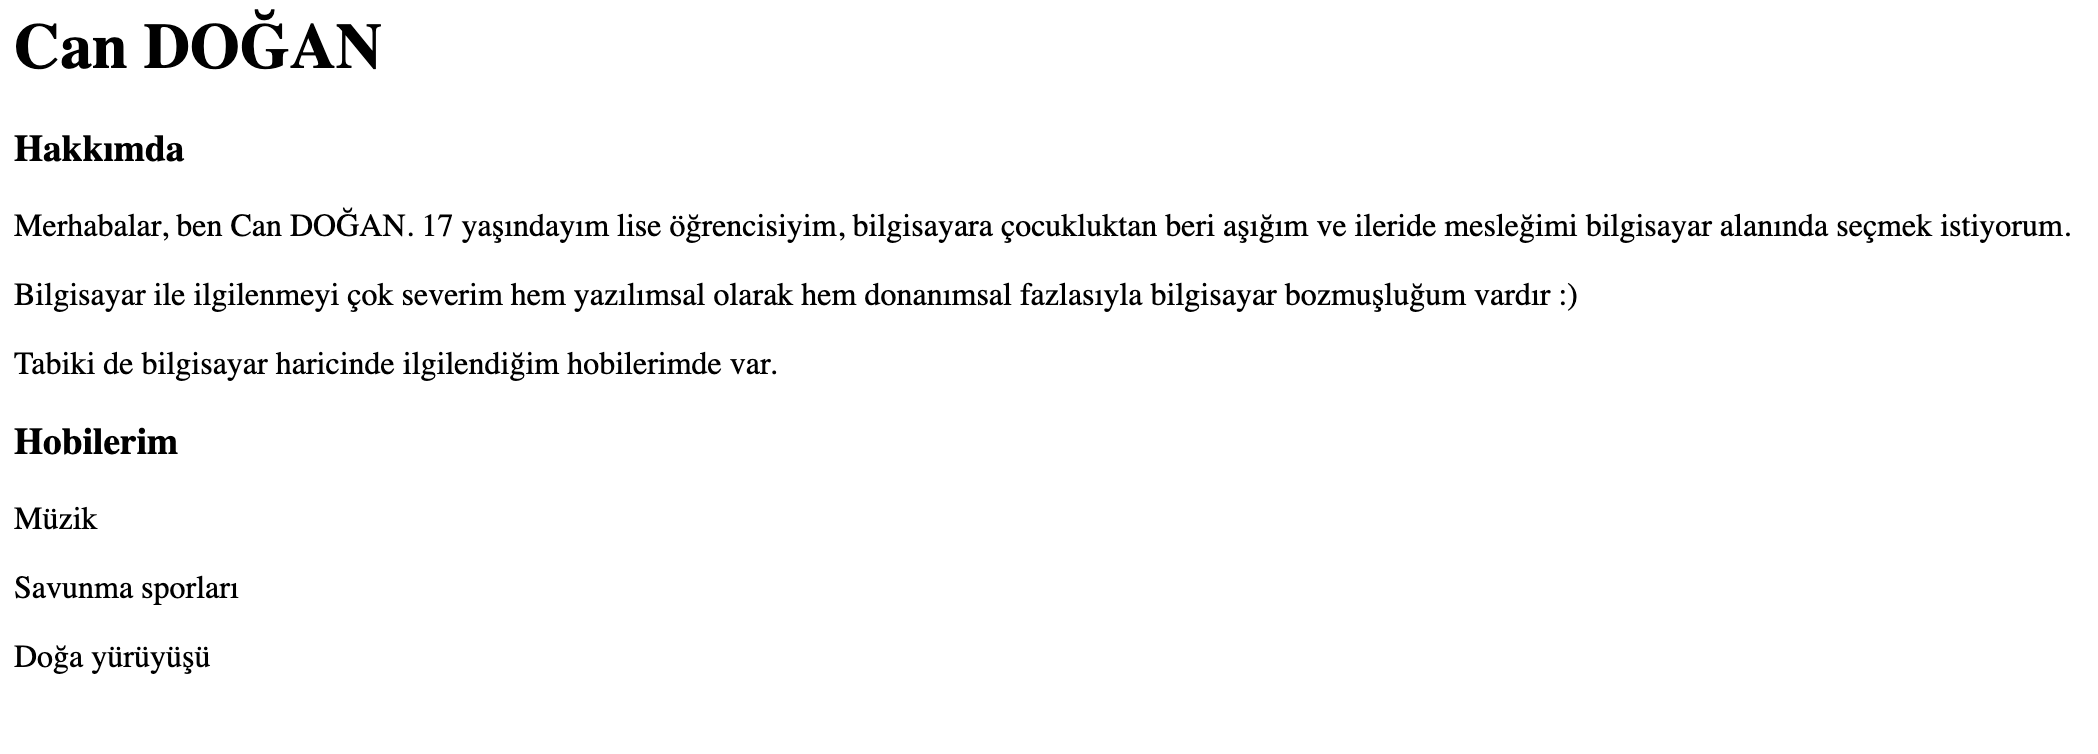 Can DOĞAN
Hakkımda
Merhabalar, ben Can DOĞAN. 17 yaşındayım lise öğrencisiyim, bilgisayara çocukluktan beri aşığım ve ileride mesleğimi bilgisayar alanında seçmek istiyorum.
Bilgisayar ile ilgilenmeyi çok severim hem yazılımsal olarak hem donanımsal fazlasıyla bilgisayar bozmuşluğum vardır :)
Tabiki de bilgisayar haricinde ilgilendiğim hobilerimde var.
Hobilerim
Müzik
Savunma sporları
Doğa yürüyüşü